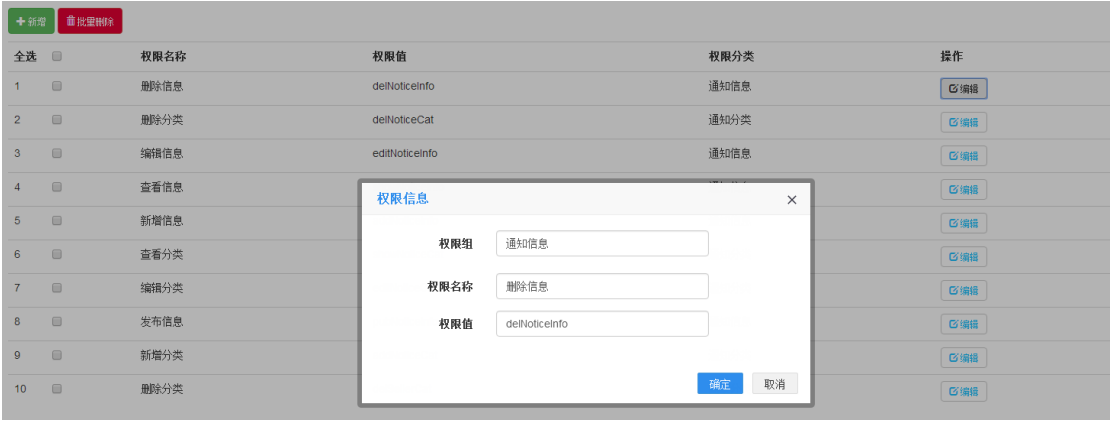 新增 批量删除
全选 权限名称 权限值 权限分类 操作
1 删除信息 delNoticeInfo 通知信息 编辑
2 删除分类 delNoticeCat 通知分类 编辑
3 编辑信息 editNoticeInfo 通知信息 编辑
4 查看信息 编辑
权限信息 ×
5 新增信息 编辑
权限组 通知信息
6 查看分类 编辑
7 编辑分类 编辑
权限名称 删除信息
8 发布信息 编辑
权限值 delNoticeInfo
9 新增分类 编辑
10 删除分类 编辑
确定 取消